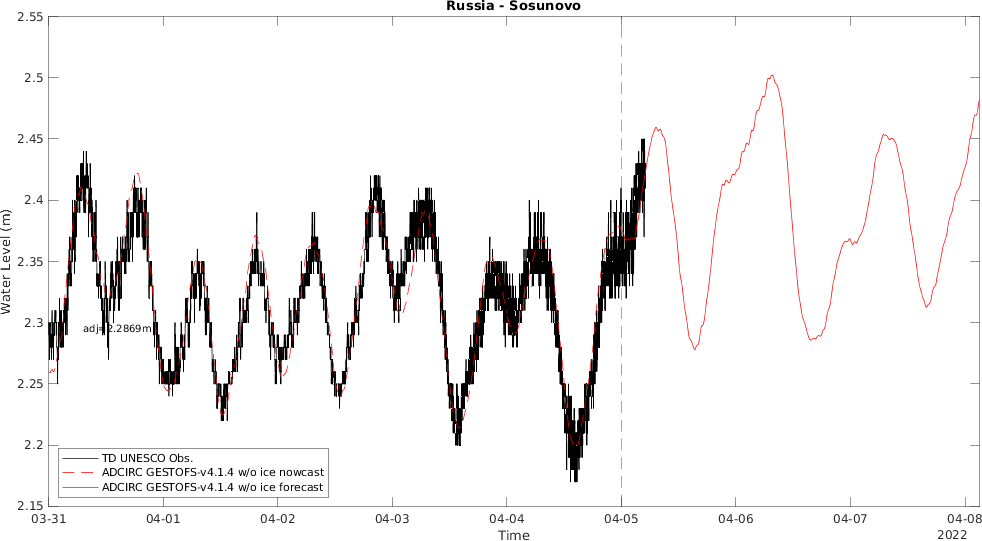 Russia - Sosunovo
2.55
2.5
2.45
2.4
2.35
2.3
2.25
2.2
2.15
Water Level (m)
adj= 2.2869m
TD UNESCO Obs.
ADCIRC GESTOFS-v4.1.4 w/o ice nowcast
ADCIRC GESTOFS-v4.1.4 w/o ice forecast
03-31 04-01 04-02 04-03 04-04 04-05 04-06 04-07 04-08
Time
2022